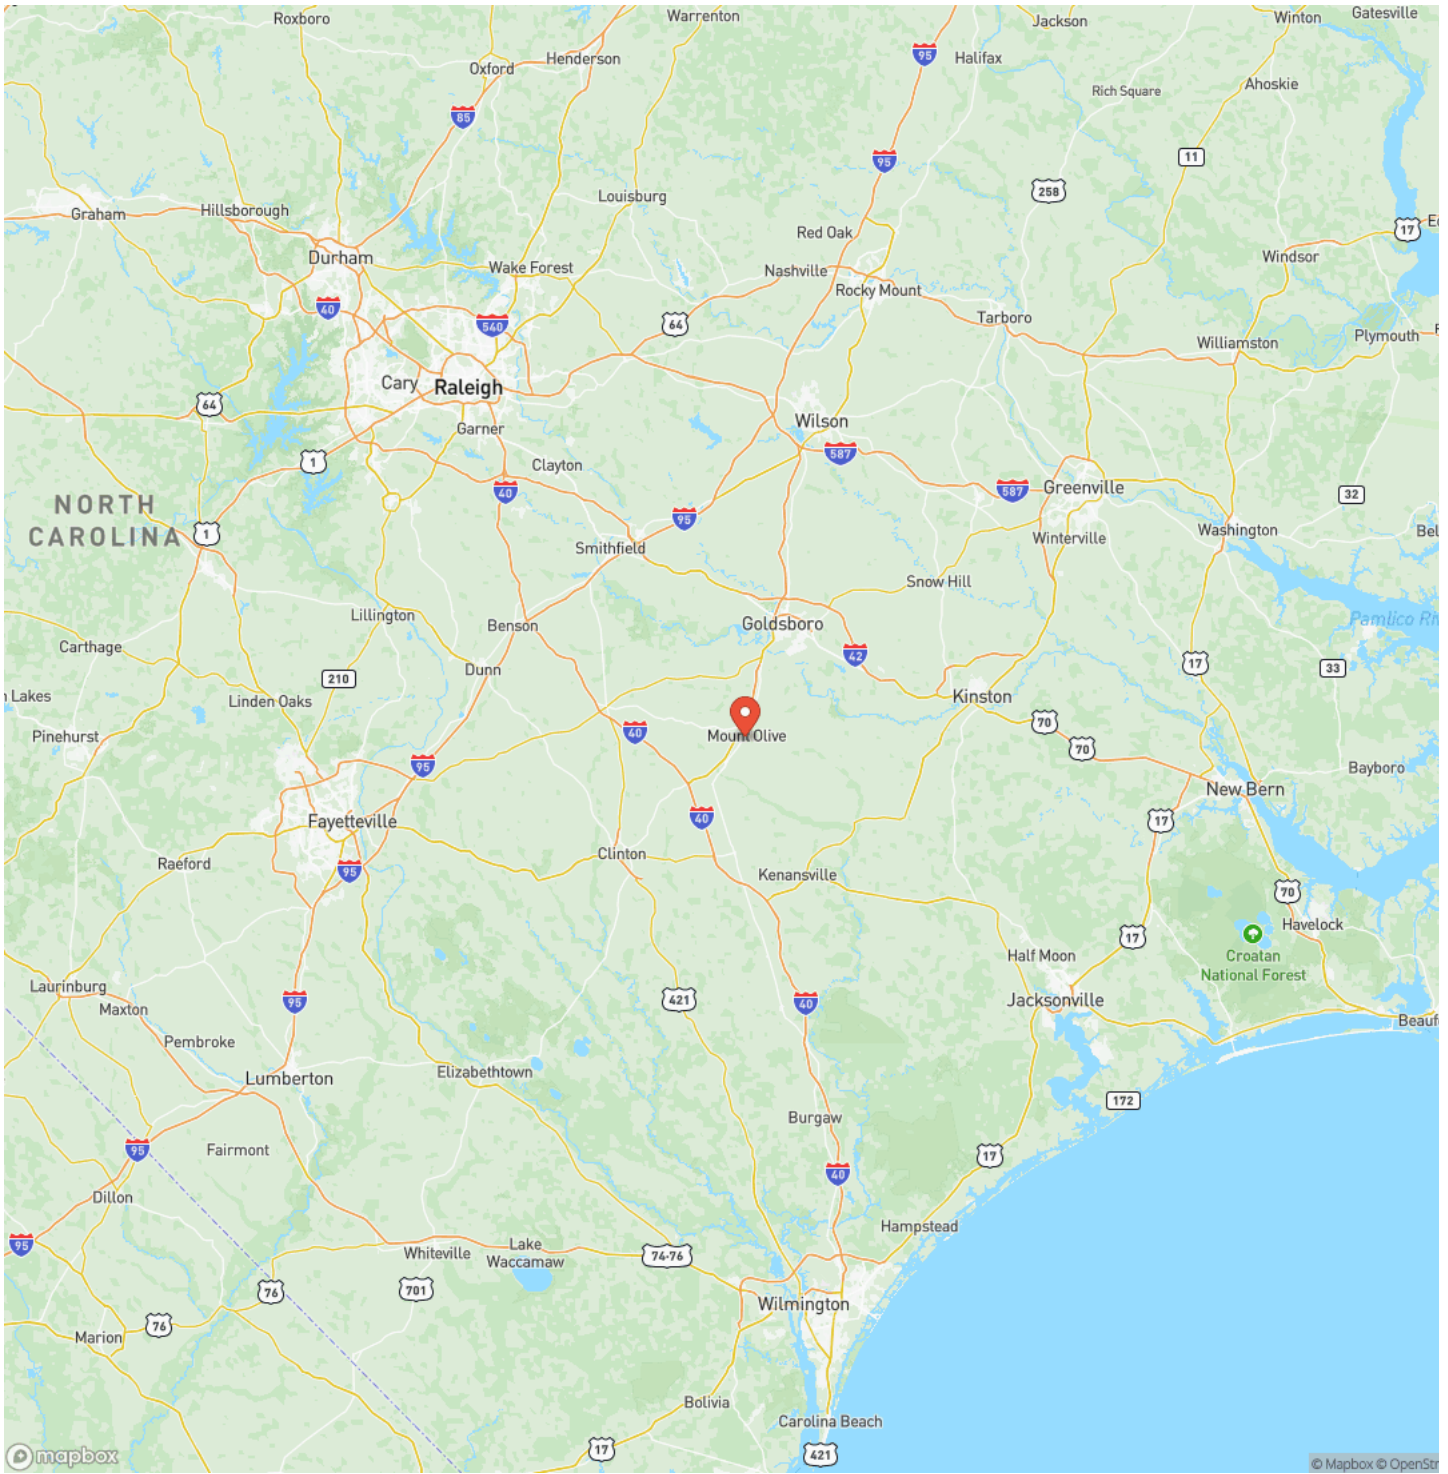 Roxboro
Warrenton
Jackson
Winton
Gatesville
Oxford
Henderson
95
Halifax
Rich Square
Ahoskie
85
95
11
258
Graham
Hillsborough
Louisburg
Red Oak
17
Durham
Wake Forest
Nashville
Windsor
Rocky Mount
40
540
64
Tarboro
Williamston
Plymouth
Cary
Raleigh
64
Garner
Wilson
587
1
Clayton
40
587
Greenville
32
NORTH
CAROLINA
1
95
Smithfield
Winterville
Washington
Bel
Snow Hill
Lillington
Benson
Goldsboro
Pamlico Riv
Carthage
42
Dunn
210
17
33
n Lakes
Linden Oaks
Kinston
Pinehurst
40
Mount Olive
70
70
95
Bayboro
New Bern
Fayetteville
40
17
Raeford
95
Clinton
Kenansville
70
Havelock
17
Half Moon
Croatan
National Forest
Laurinburg
Maxton
95
421
40
Jacksonville
Beauf
Pembroke
Lumberton
Elizabethtown
172
Burgaw
95
Fairmont
17
40
Dillon
Hampstead
95
Whiteville
Lake
Waccamaw
74-76
76
701
Wilmington
76
Marion
Bolivia
Carolina Beach
17
421
mapbox
© Mapbox © OpenStr